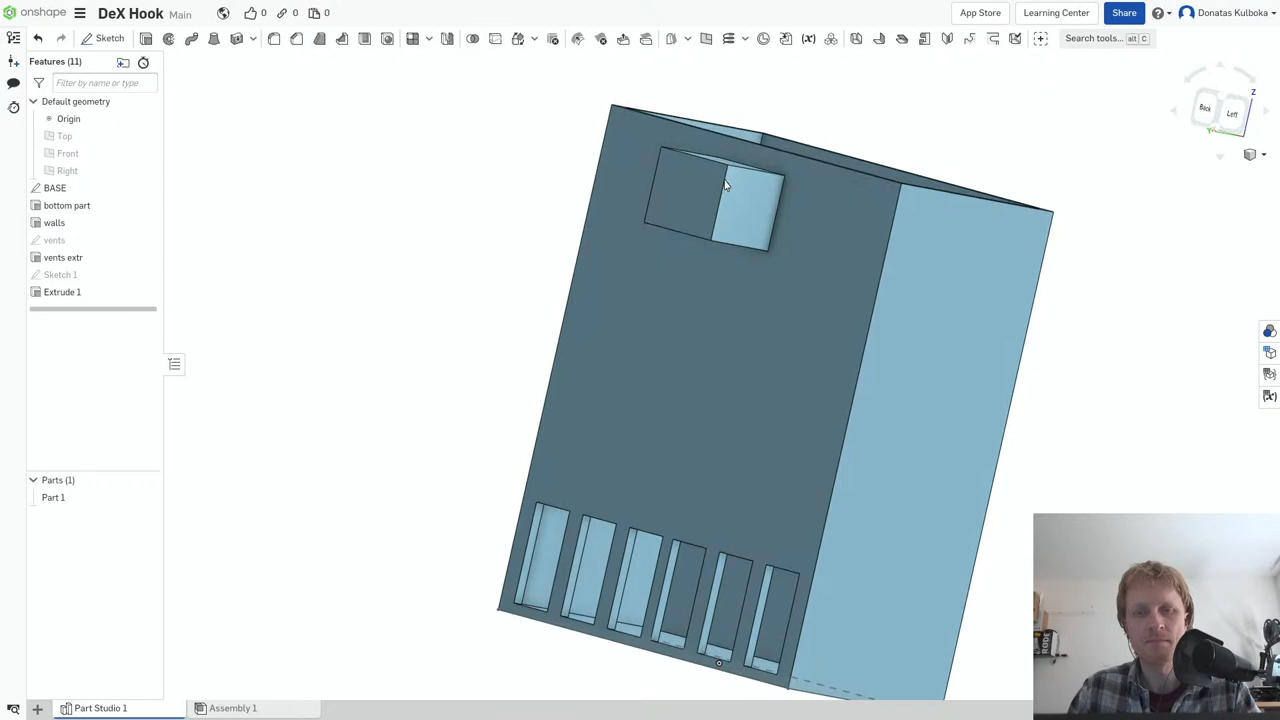 onshape
DeX Hook Main
0
0
0
App Store
Learning Center
Share
Donatas Kulboka
Sketch
Search tools...
alt C
Features (11)
Filter by name or type
Default geometry
Origin
Top
Front
Right
BASE
bottom part
walls
vents
vents extr
Sketch 1
Extrude 1
Parts (1)
Part 1
Z
Back
Left
Y
RODE
Part Studio 1
Assembly 1